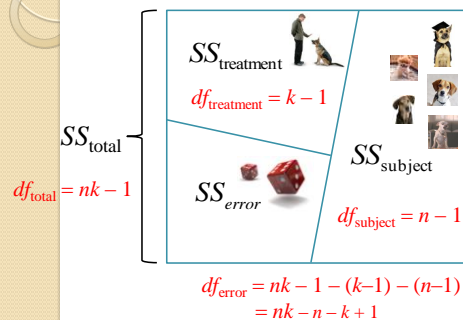 SS_treatment
df_treatment = k – 1
SS_total
df_total = nk – 1
SS_error
SS_subject
df_subject = n – 1
df_error = nk – 1 – (k–1) – (n–1)
= nk – n – k + 1